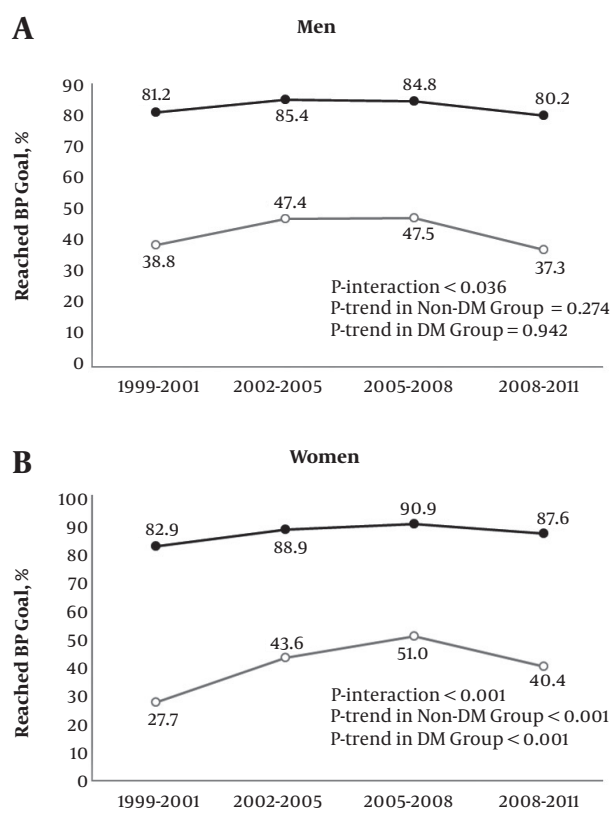 A
Men
Reached BP Goal, %
90
80
70
60
50
40
30
20
10
0
81.2
85.4
84.8
80.2
38.8
47.4
47.5
37.3
P-interaction < 0.036
P-trend in Non-DM Group = 0.274
P-trend in DM Group = 0.942
1999-2001 2002-2005 2005-2008 2008-2011
B
Women
Reached BP Goal, %
100
90
80
70
60
50
40
30
20
10
0
82.9
88.9
90.9
87.6
27.7
43.6
51.0
40.4
P-interaction < 0.001
P-trend in Non-DM Group < 0.001
P-trend in DM Group < 0.001
1999-2001 2002-2005 2005-2008 2008-2011